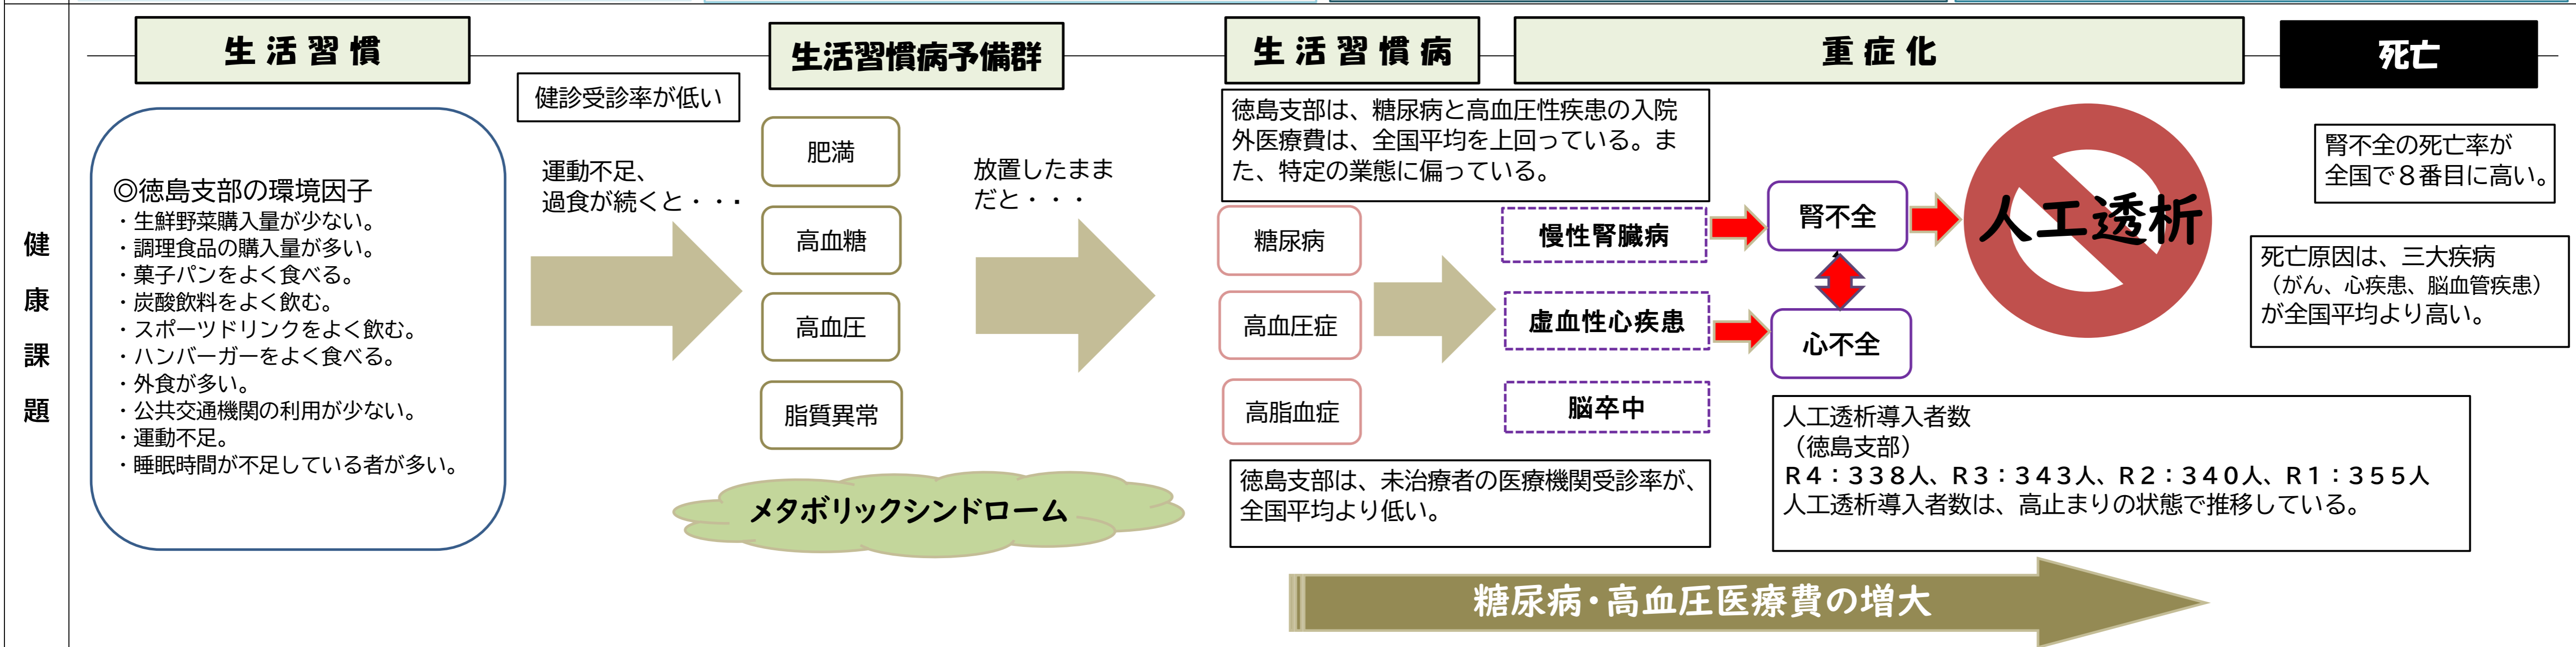 健康課題
生活習慣
生活習慣病予備群
生活習慣病
重症化
死亡
◎徳島支部の環境因子
・生鮮野菜購入量が少ない。
・調理食品の購入量が多い。
・菓子パンをよく食べる。
・炭酸飲料をよく飲む。
・スポーツドリンクをよく飲む。
・ハンバーガーをよく食べる。
・外食が多い。
・公共交通機関の利用が少ない。
・運動不足。
・睡眠時間が不足している者が多い。
健診受診率が低い
運動不足、
過食が続くと・・・
肥満
高血糖
高血圧
脂質異常
メタボリックシンドローム
放置したまま
だと・・・
徳島支部は、糖尿病と高血圧性疾患の入院
外医療費は、全国平均を上回っている。ま
た、特定の業態に偏っている。
糖尿病
高血圧症
高脂血症
徳島支部は、未治療者の医療機関受診率が、
全国平均より低い。
慢性腎臓病
虚血性心疾患
脳卒中
腎不全
心不全
人工透析
人工透析導入者数
（徳島支部）
R４：３３８人、R３：３４３人、R２：３４０人、R１：３５５人
人工透析導入者数は、高止まりの状態で推移している。
腎不全の死亡率が
全国で８番目に高い。
死亡原因は、三大疾病
（がん、心疾患、脳血管疾患）
が全国平均より高い。
糖尿病・高血圧医療費の増大